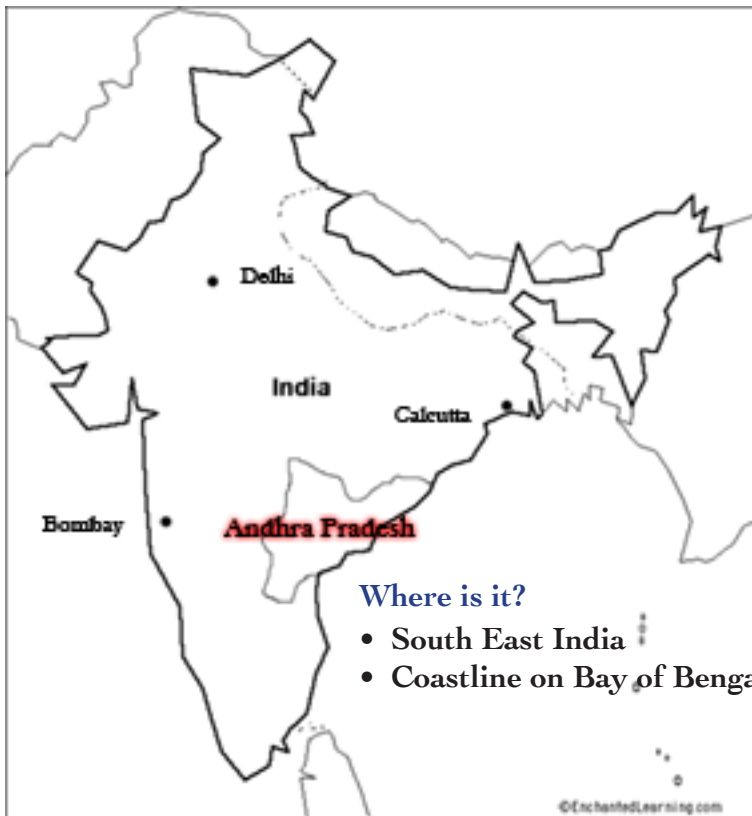 Delhi
India
Calcutta
Bombay
Andhra Pradesh
Where is it?
• South East India
• Coastline on Bay of Benga
©EnchantedLearning.com